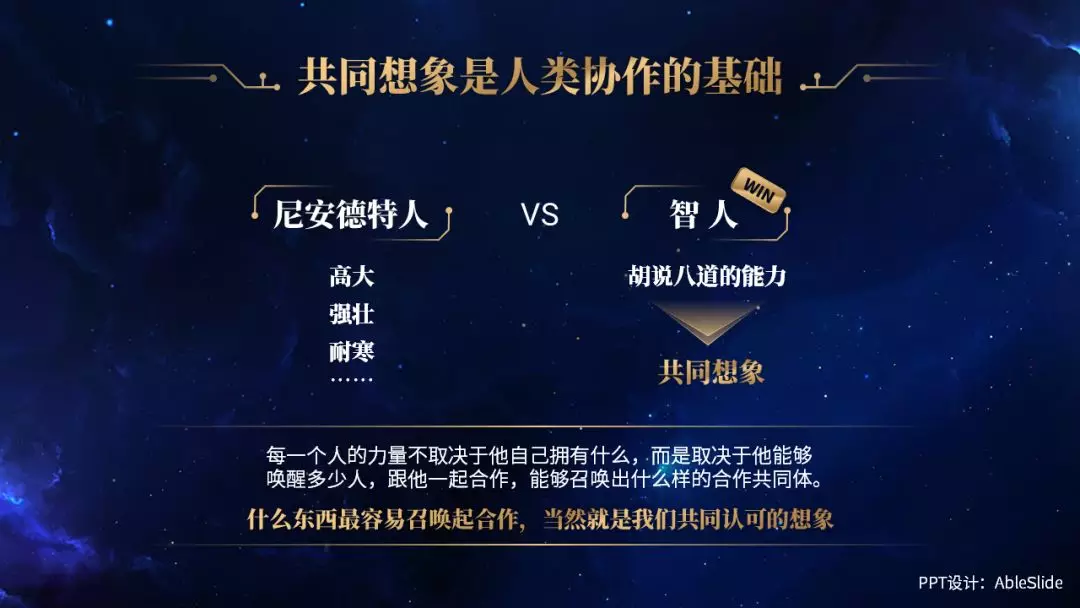 共同想象是人类协作的基础
尼安德特人
VS
智人
WIN
高大
强壮
耐寒
……
胡说八道的能力
共同想象
每一个人的力量不取决于他自己拥有什么，而是取决于他能够
唤醒多少人，跟他一起合作，能够召唤出什么样的合作共同体。
什么东西最容易召唤起合作，当然就是我们共同认可的想象
PPT设计：AbleSlide